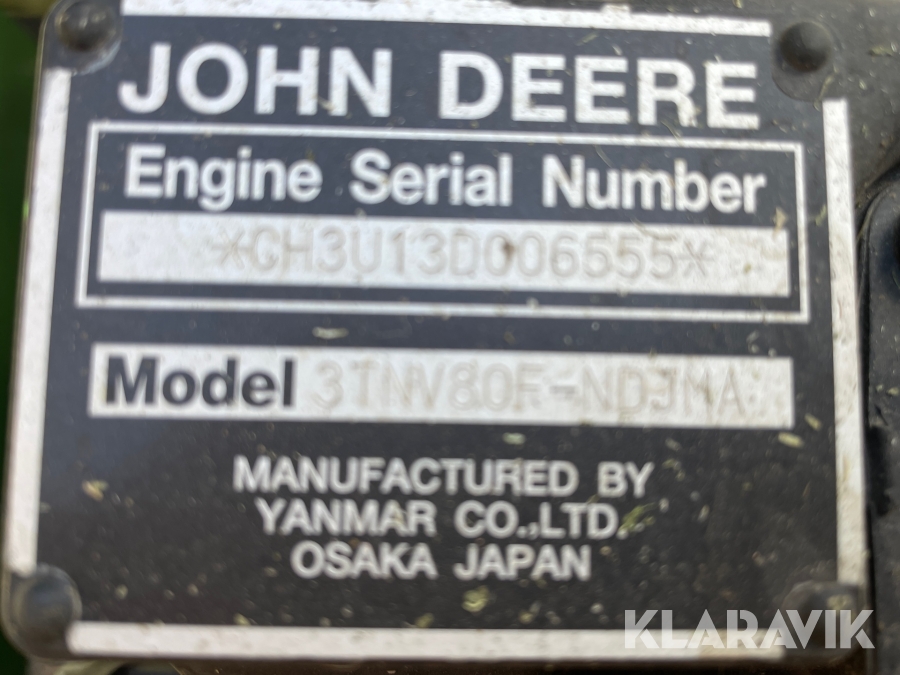 JOHN DEERE
Engine Serial Number
*CH3U13D006555*
Model 3TNV80F-NDJMA
MANUFACTURED BY
YANMAR CO.,LTD.
OSAKA JAPAN
KLARAVIK